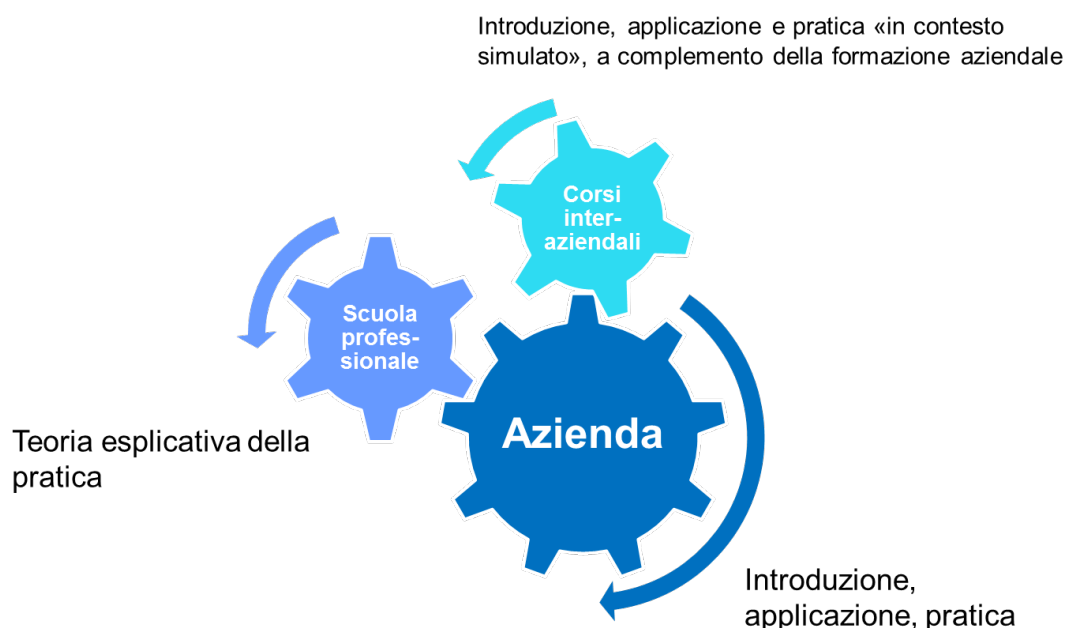 Introduzione, applicazione e pratica «in contesto
simulato», a complemento della formazione aziendale
Corsi
inter-
aziendali
Scuola
profes-
sionale
Azienda
Teoria esplicativa della
pratica
Introduzione,
applicazione, pratica